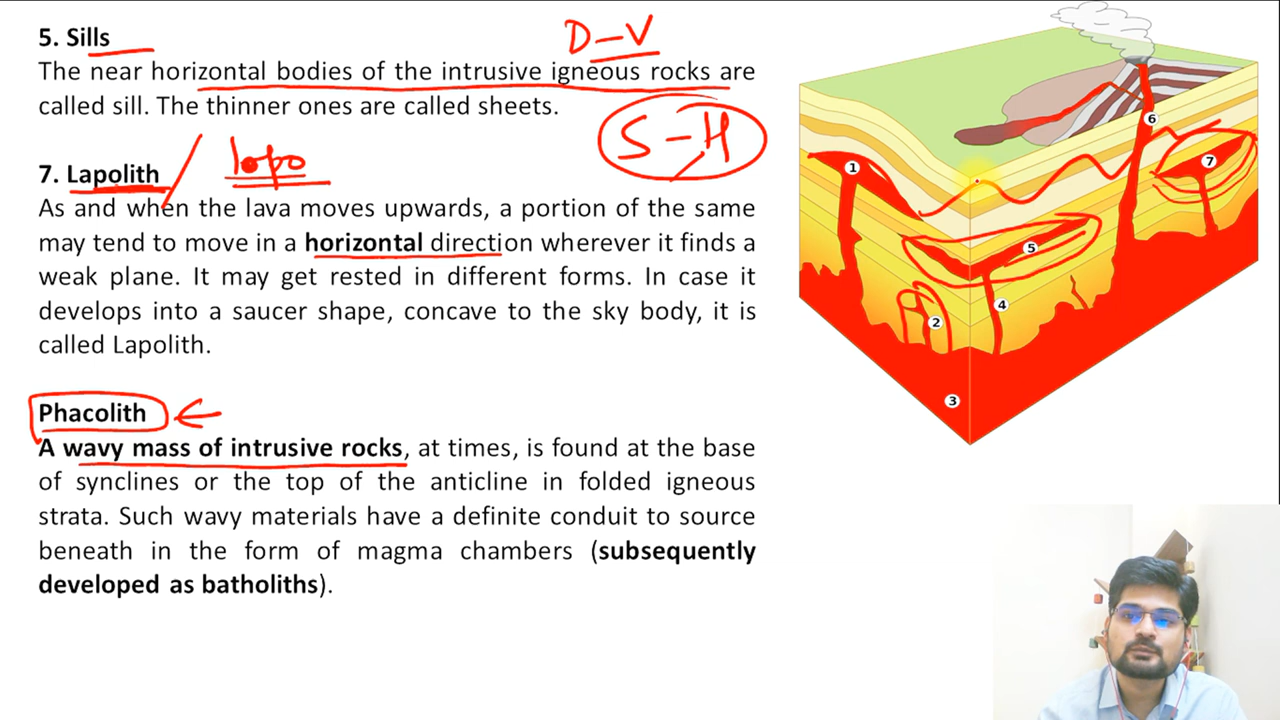 5. Sills
D-V
The near horizontal bodies of the intrusive igneous rocks are
called sill. The thinner ones are called sheets.
S-H
7. Lapolith
lopo
As and when the lava moves upwards, a portion of the same
may tend to move in a horizontal direction wherever it finds a
weak plane. It may get rested in different forms. In case it
develops into a saucer shape, concave to the sky body, it is
called Lapolith.
Phacolith
A wavy mass of intrusive rocks, at times, is found at the base
of synclines or the top of the anticline in folded igneous
strata. Such wavy materials have a definite conduit to source
beneath in the form of magma chambers (subsequently
developed as batholiths).
6
1
7
5
4
2
3